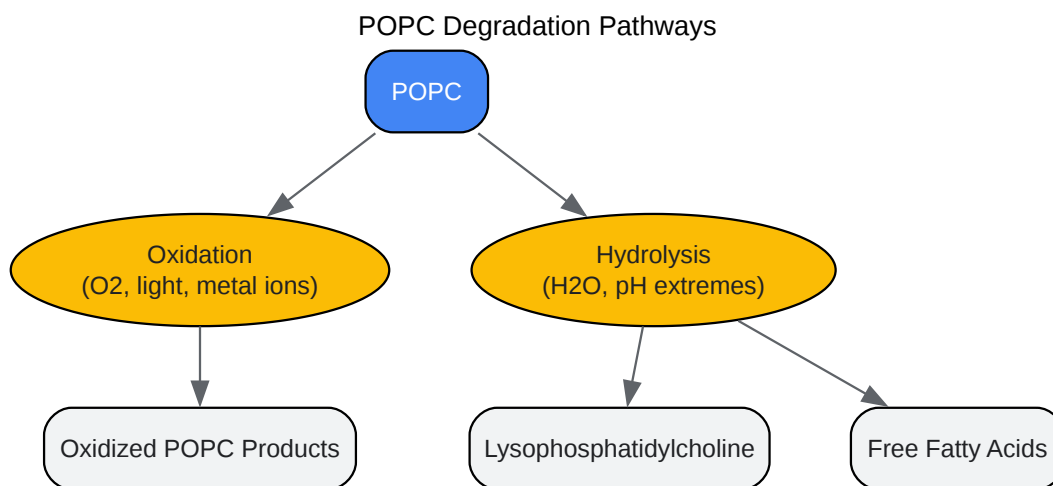 POPC Degradation Pathways
POPC
Oxidation
(O2, light, metal ions)
Hydrolysis
(H2O, pH extremes)
Oxidized POPC Products
Lysophosphatidylcholine
Free Fatty Acids